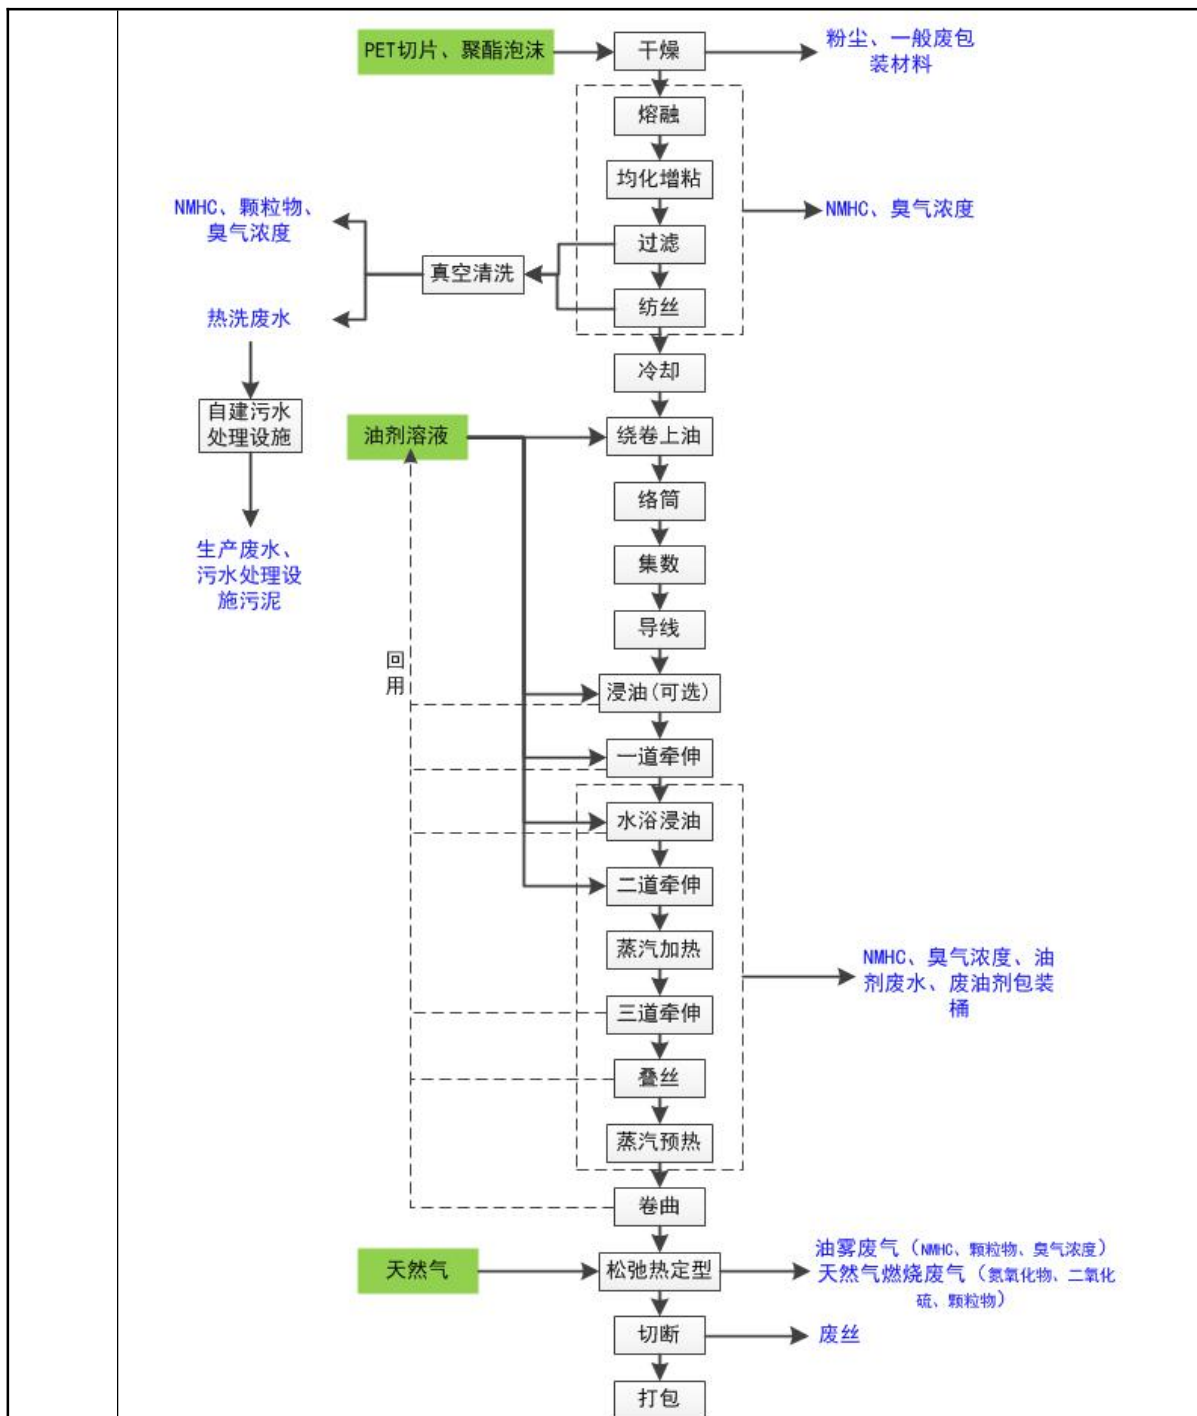 PET切片、聚酯泡沫
干燥
粉尘、一般废包
装材料
熔融
均化增粘
NMHC、颗粒物、
臭气浓度
NMHC、臭气浓度
过滤
真空清洗
纺丝
热洗废水
冷却
自建污水
处理设施
油剂溶液
绕卷上油
络筒
生产废水、
污水处理设
施污泥
集数
导线
回
用
浸油(可选)
一道牵伸
水浴浸油
二道牵伸
蒸汽加热
NMHC、臭气浓度、油
剂废水、废油剂包装
桶
三道牵伸
叠丝
蒸汽预热
卷曲
天然气
松弛热定型
油雾废气（NMHC、颗粒物、臭气浓度）
天然气燃烧废气（氮氧化物、二氧化
硫、颗粒物）
切断
废丝
打包